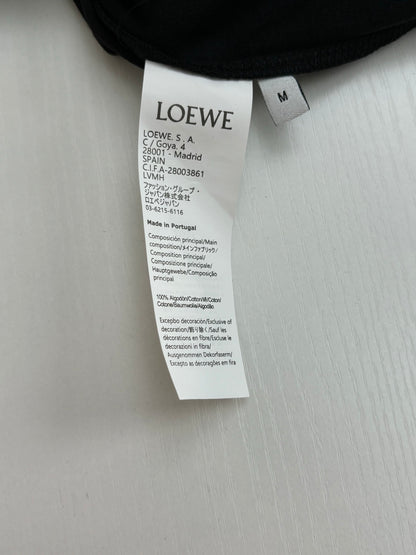 LOEWE
M
LOEWE. S . A.
C / Goya. 4
28001 - Madrid
SPAIN
C.I.F.A-28003861
LVMH
ファッション・グループ・
ジャパン株式会社
ロエベジャパン
03-6215-6116
Made in Portugal
Composición principal/Main
composition/メインファブリック/
Composition principal/
Composizione principale/
Hauptgewebe/Composição
principal
100% Algodón/Cotton/綿/Coton/
Cotone/Baumwolle/Algodão
Excepbo decoración/Exclusive of
decoration/飾り除く/Sauf les
décorations en fibre/Excluse le
decorazioni in fibra/
Ausgenommen Dekorfaserm/
Excepto as decorações em fira